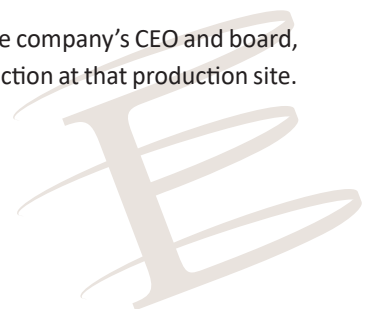 e company’s CEO and board,
ction at that production site.